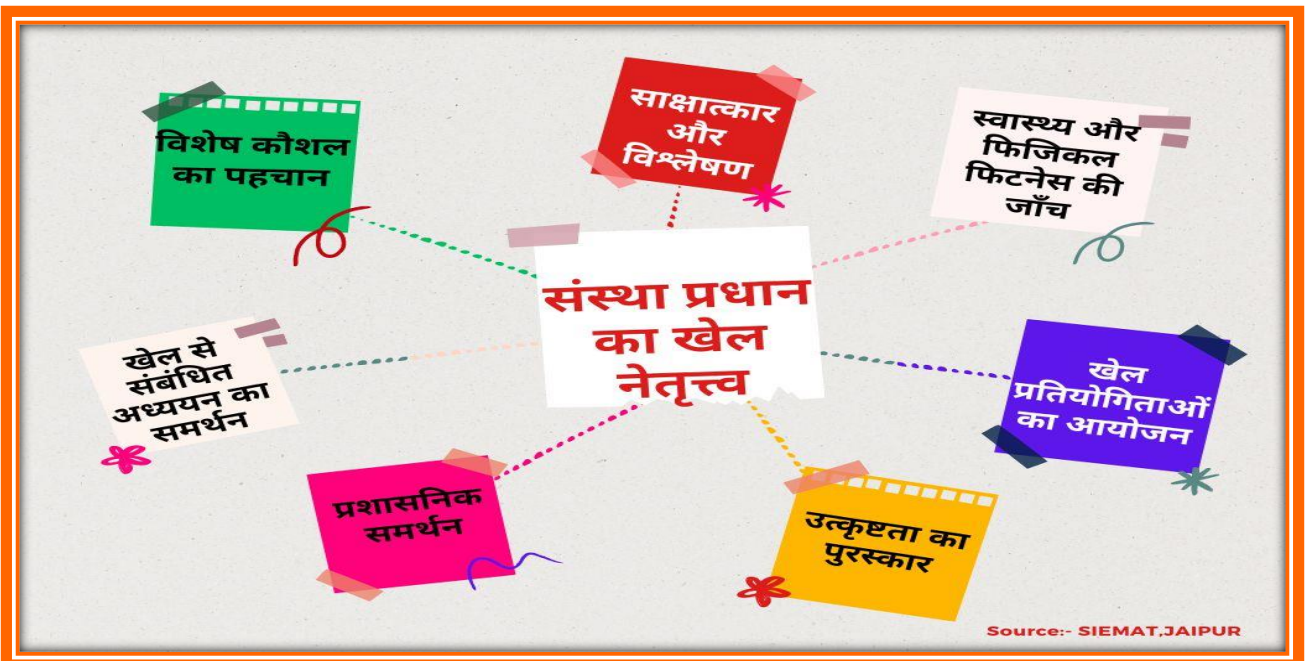 विशेष कौशल
का पहचान
साक्षात्कार
और
विश्लेषण
स्वास्थ्य और
फिजिकल
फिटनेस की
जाँच
संस्था प्रधान
का खेल
नेतृत्त्व
खेल से
संबंधित
अध्ययन का
समर्थन
खेल
प्रतियोगिताओं
का आयोजन
प्रशासनिक
समर्थन
उत्कृष्टता का
पुरस्कार
Source:- SIEMAT,JAIPUR